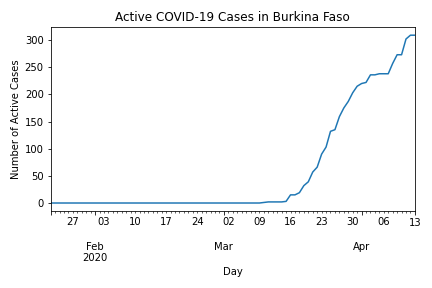 Active COVID-19 Cases in Burkina Faso
300
250
200
150
100
50
0
Number of Active Cases
27 03 10 17 24 02 09 16 23 30 06 13
Feb Mar Apr
2020
Day